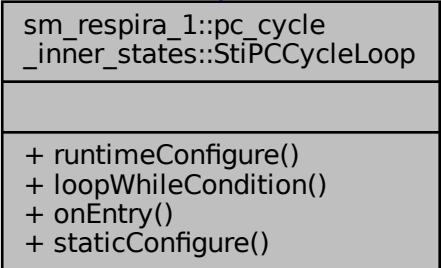 sm_respira_1::pc_cycle
_inner_states::StiPCCycleLoop
+ runtimeConfigure()
+ loopWhileCondition()
+ onEntry()
+ staticConfigure()